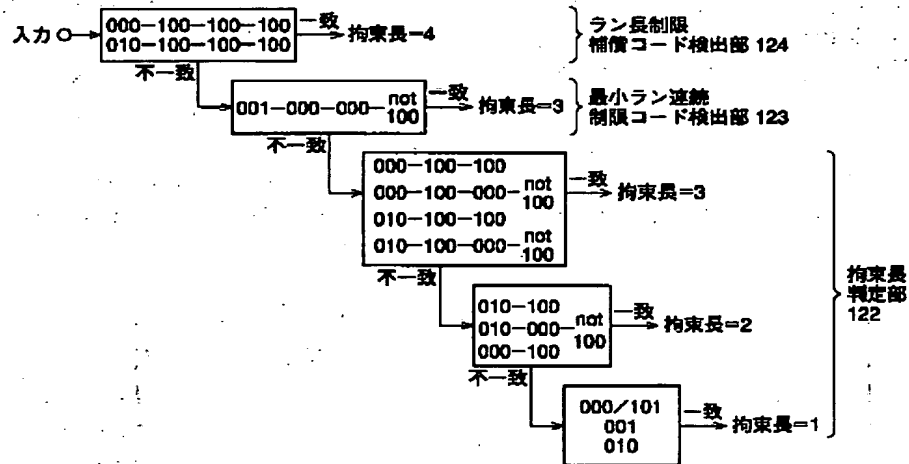 入力
000-100-100-100
010-100-100-100
一致
拘束長=4
ラン長制限
補償コード検出部 124
不一致
001-000-000-not 100
一致
拘束長=3
最小ラン連続
制限コード検出部 123
不一致
000-100-100
000-100-000-not 100
010-100-100
010-100-000-not 100
一致
拘束長=3
不一致
010-100
010-000-not 100
000-100
一致
拘束長=2
不一致
000/101
001
010
一致
拘束長=1
拘束長
判定部
122